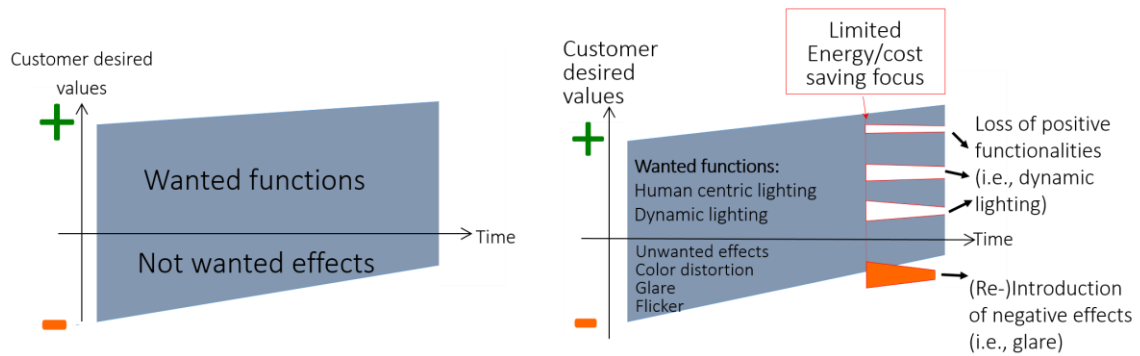 Customer desired
values
Wanted functions
Time
Not wanted effects
Customer
desired
values
Limited
Energy/cost
saving focus
Wanted functions:
Human centric lighting
Dynamic lighting
Loss of positive
functionalities
(i.e., dynamic
lighting)
Time
Unwanted effects
Color distortion
Glare
Flicker
(Re-)Introduction
of negative effects
(i.e., glare)